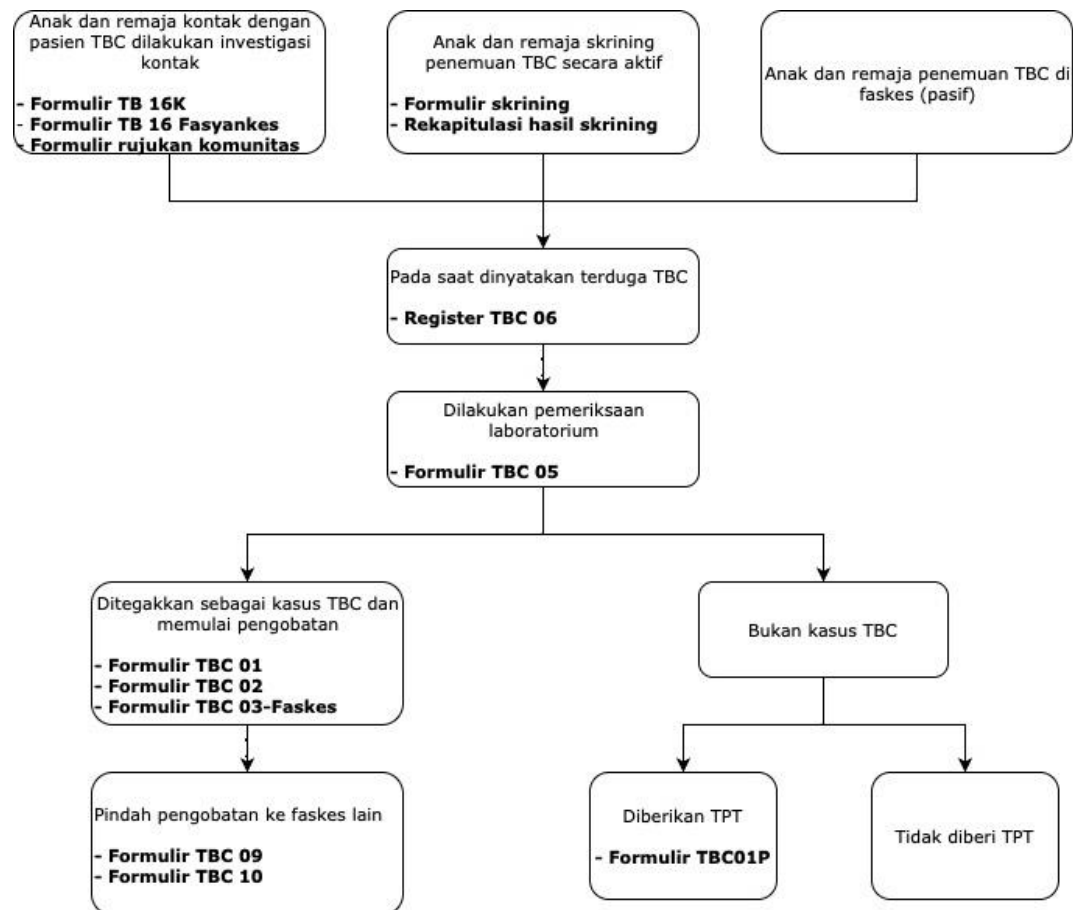 Anak dan remaja kontak dengan
pasien TBC dilakukan investigasi
kontak
- Formulir TB 16K
- Formulir TB 16 Fasyankes
- Formulir rujukan komunitas
Anak dan remaja skrining
penemuan TBC secara aktif
- Formulir skrining
- Rekapitulasi hasil skrining
Anak dan remaja penemuan TBC di
faskes (pasif)
Pada saat dinyatakan terduga TBC
- Register TBC 06
Dilakukan pemeriksaan
laboratorium
- Formulir TBC 05
Ditegakkan sebagai kasus TBC dan
memulai pengobatan
- Formulir TBC 01
- Formulir TBC 02
- Formulir TBC 03-Faskes
Bukan kasus TBC
Pindah pengobatan ke faskes lain
- Formulir TBC 09
- Formulir TBC 10
Diberikan TPT
- Formulir TBC01P
Tidak diberi TPT